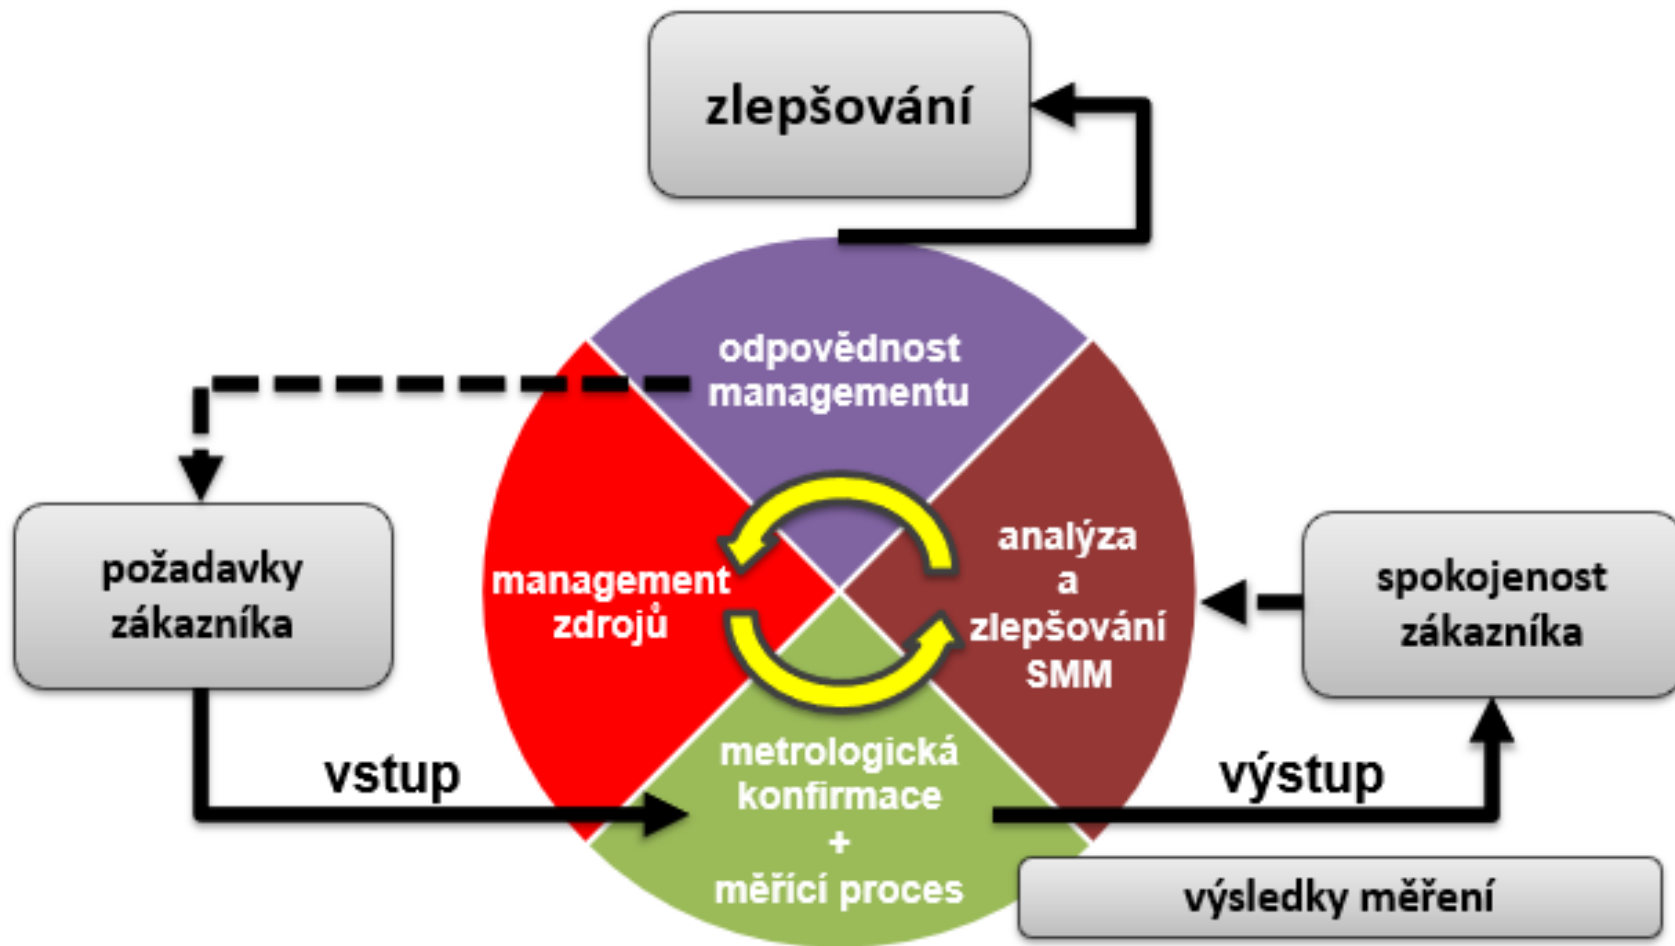 zlepšování
odpovědnost
managementu
požadavky
zákazníka
management
zdrojů
analýza
a
zlepšování
SMM
spokojenost
zákazníka
vstup
metrologická
konfirmace
+
měřící proces
výstup
výsledky měření